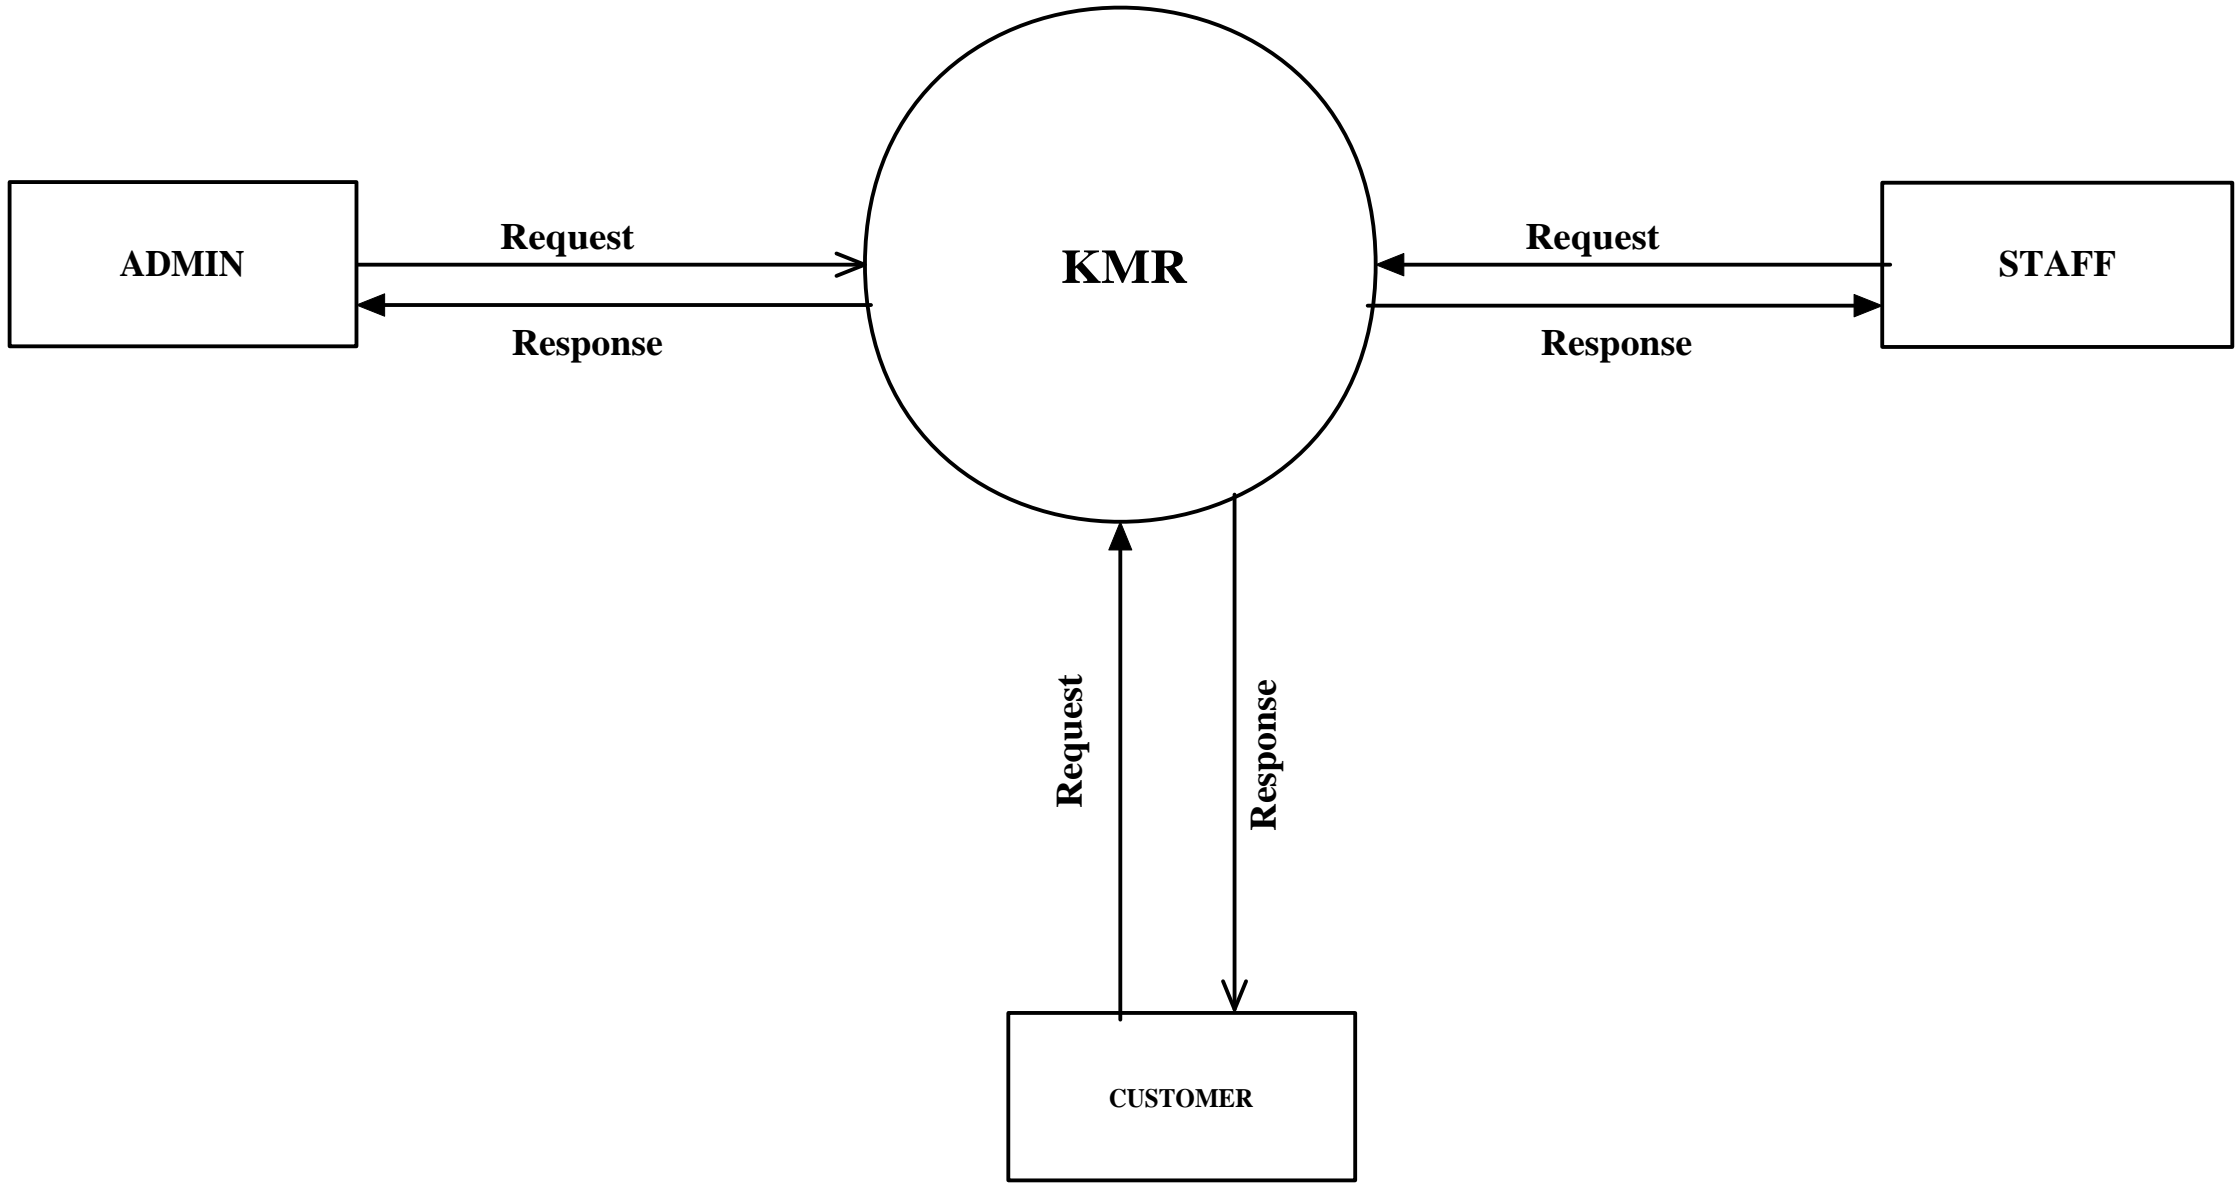 Request
Request
ADMIN
KMR
STAFF
Response
Response
Request
Response
CUSTOMER